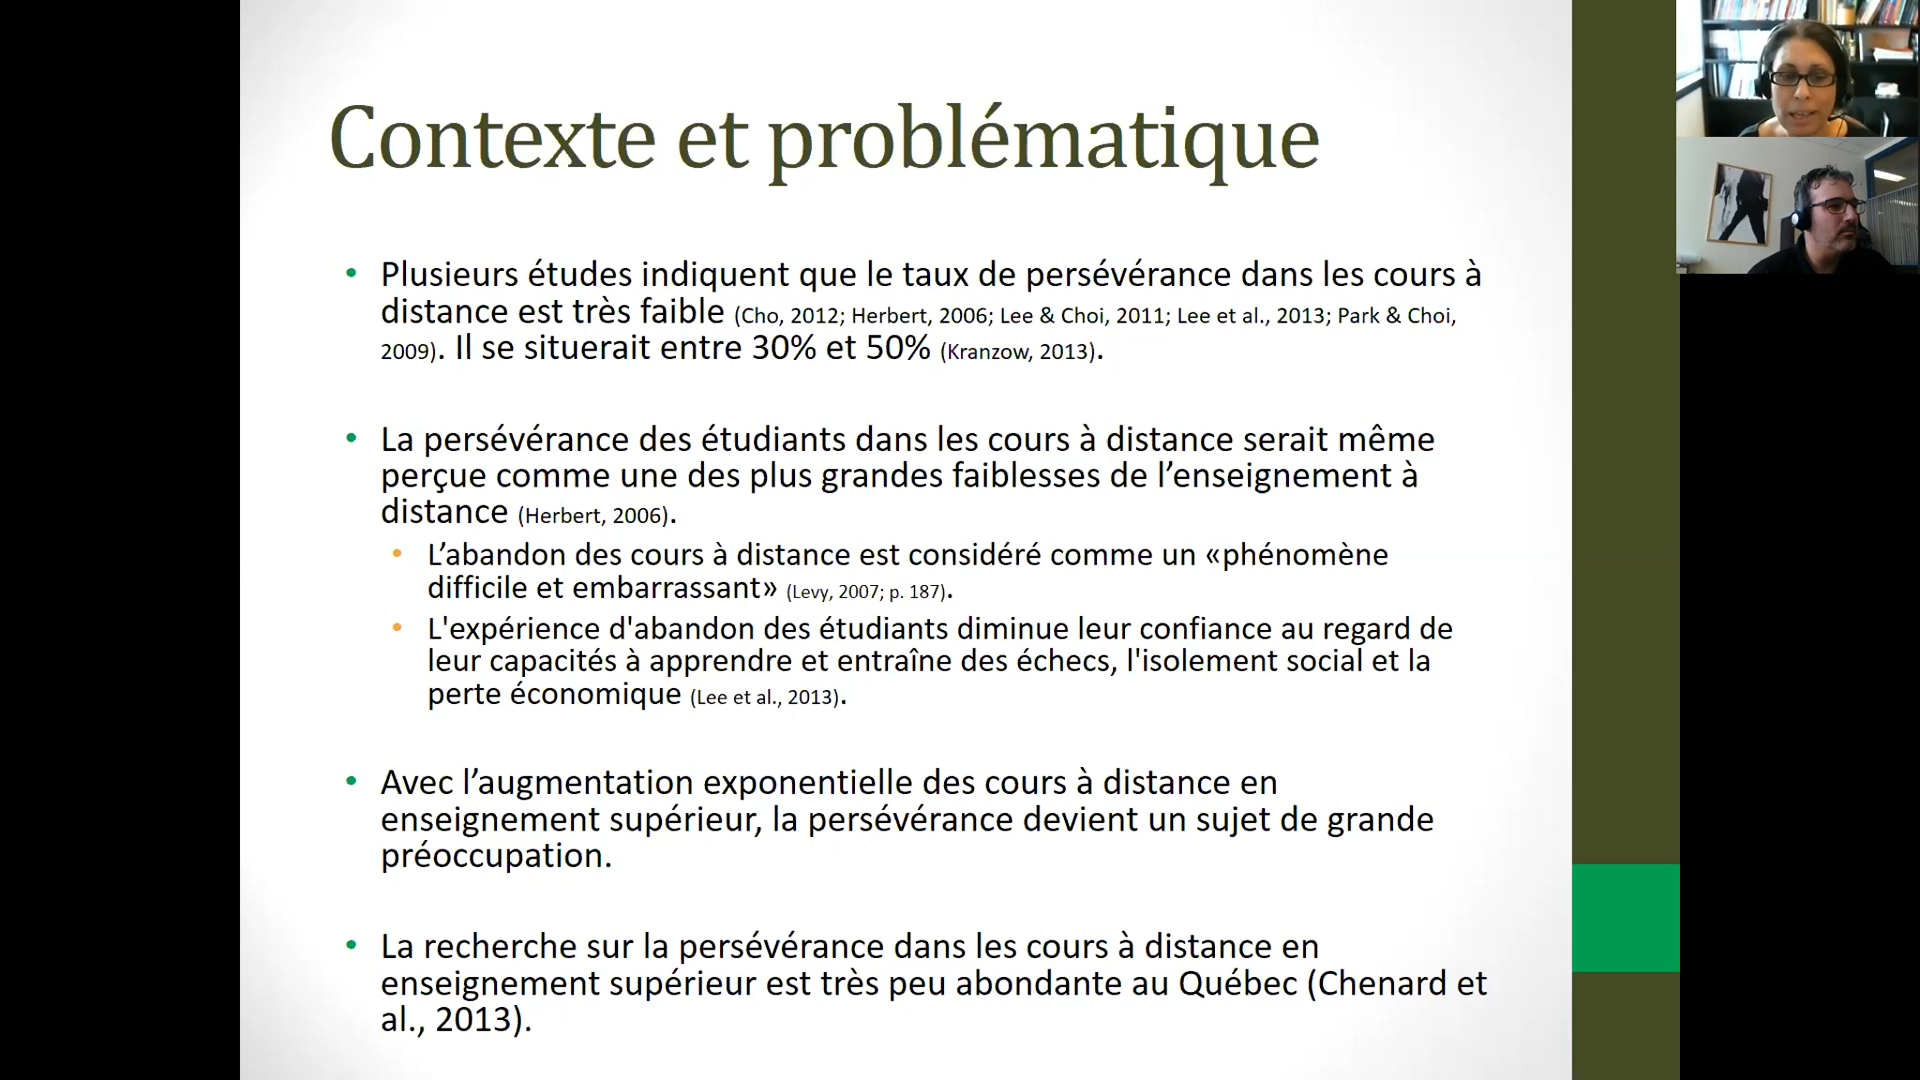 Contexte et problématique
• Plusieurs études indiquent que le taux de persévérance dans les cours à
distance est très faible (Cho, 2012; Herbert, 2006; Lee & Choi, 2011; Lee et al., 2013; Park & Choi,
2009). Il se situerait entre 30% et 50% (Kranzow, 2013).
• La persévérance des étudiants dans les cours à distance serait même
perçue comme une des plus grandes faiblesses de l’enseignement à
distance (Herbert, 2006).
• L’abandon des cours à distance est considéré comme un «phénomène
difficile et embarrassant» (Levy, 2007; p. 187).
• L'expérience d'abandon des étudiants diminue leur confiance au regard de
leur capacités à apprendre et entraîne des échecs, l'isolement social et la
perte économique (Lee et al., 2013).
• Avec l’augmentation exponentielle des cours à distance en
enseignement supérieur, la persévérance devient un sujet de grande
préoccupation.
• La recherche sur la persévérance dans les cours à distance en
enseignement supérieur est très peu abondante au Québec (Chenard et
al., 2013).